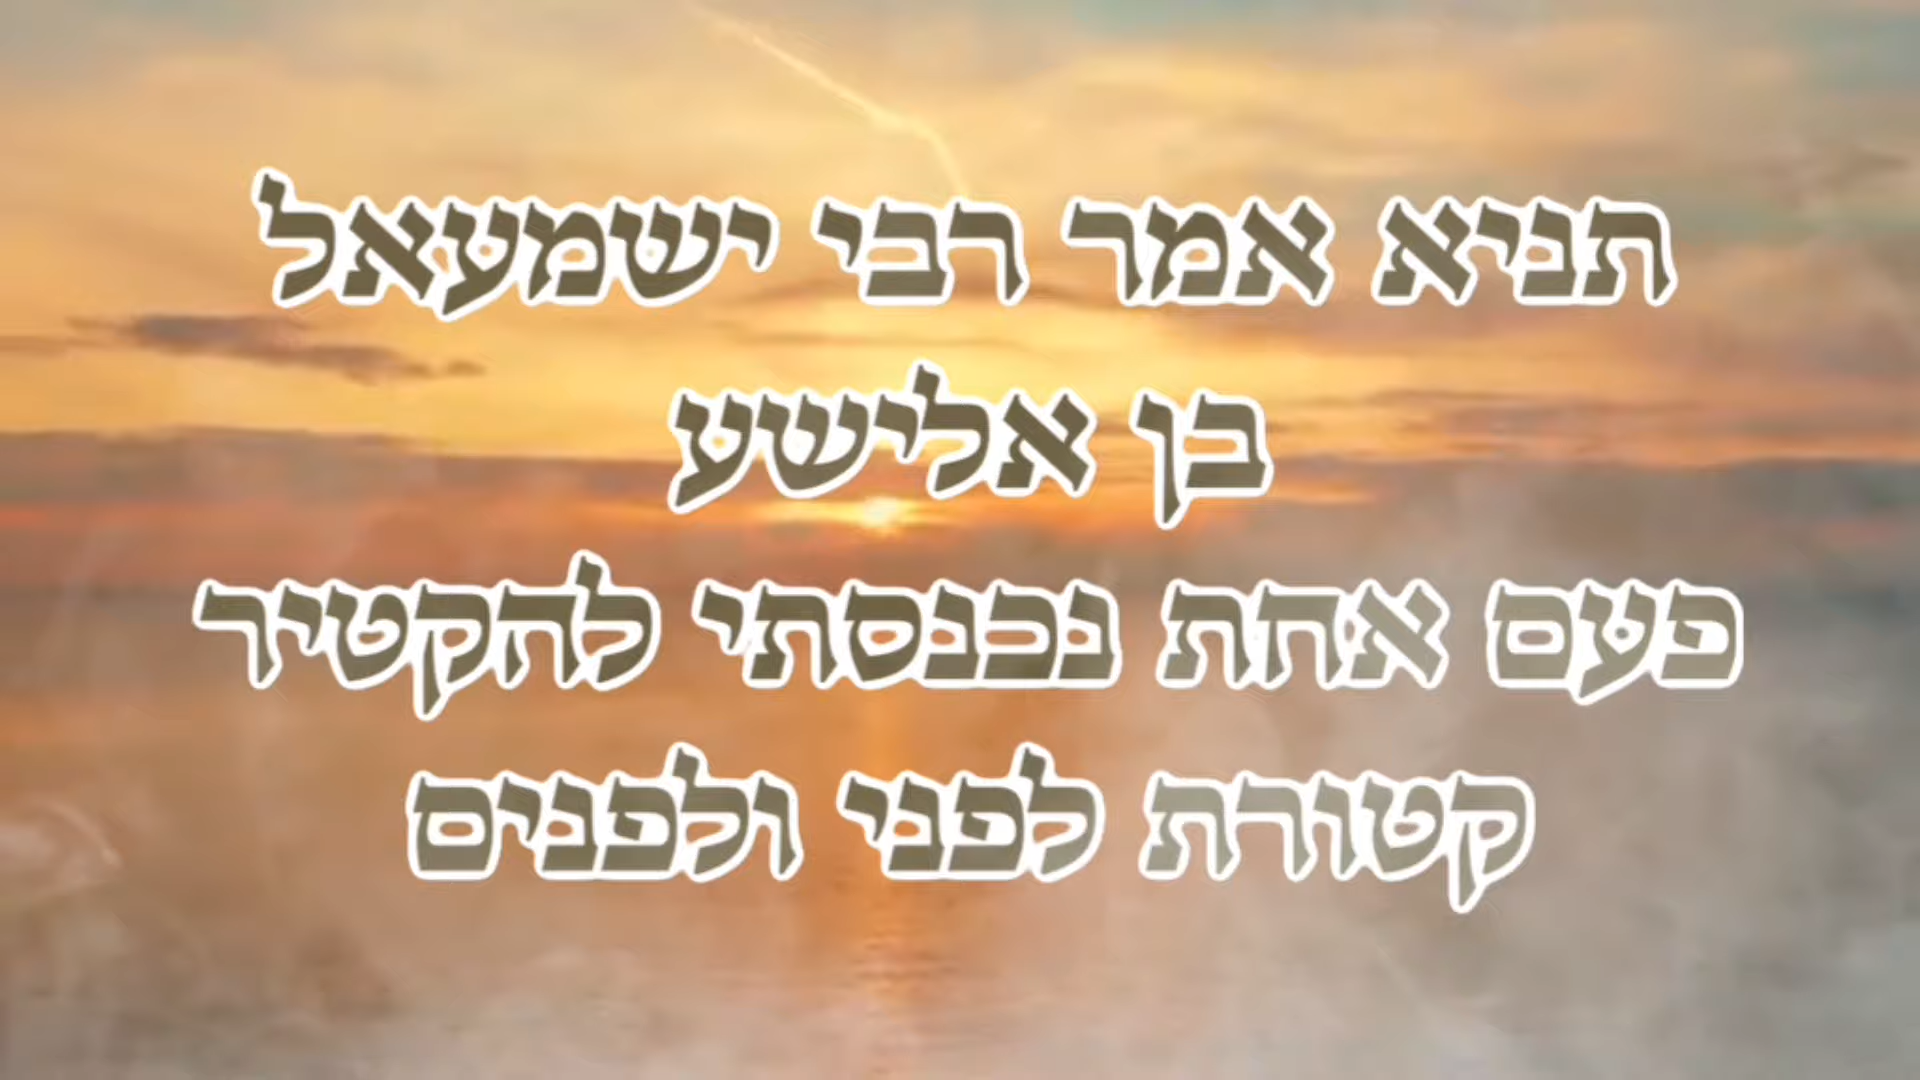 תניא אמר רבי ישמעאל
בן אלישע
פעם אחת נכנסתי להקטיר
קטורת לפני ולפנים